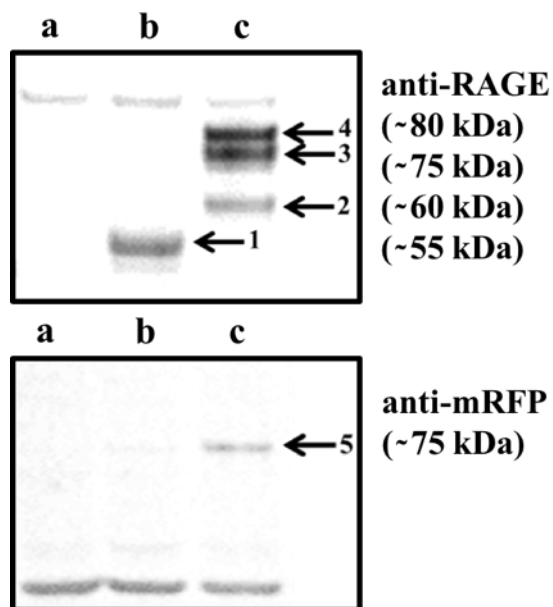 a b c
4
anti-RAGE
(~80 kDa)
3
(~75 kDa)
2
(~60 kDa)
1
(~55 kDa)
a b c
anti-mRFP
5
(~75 kDa)